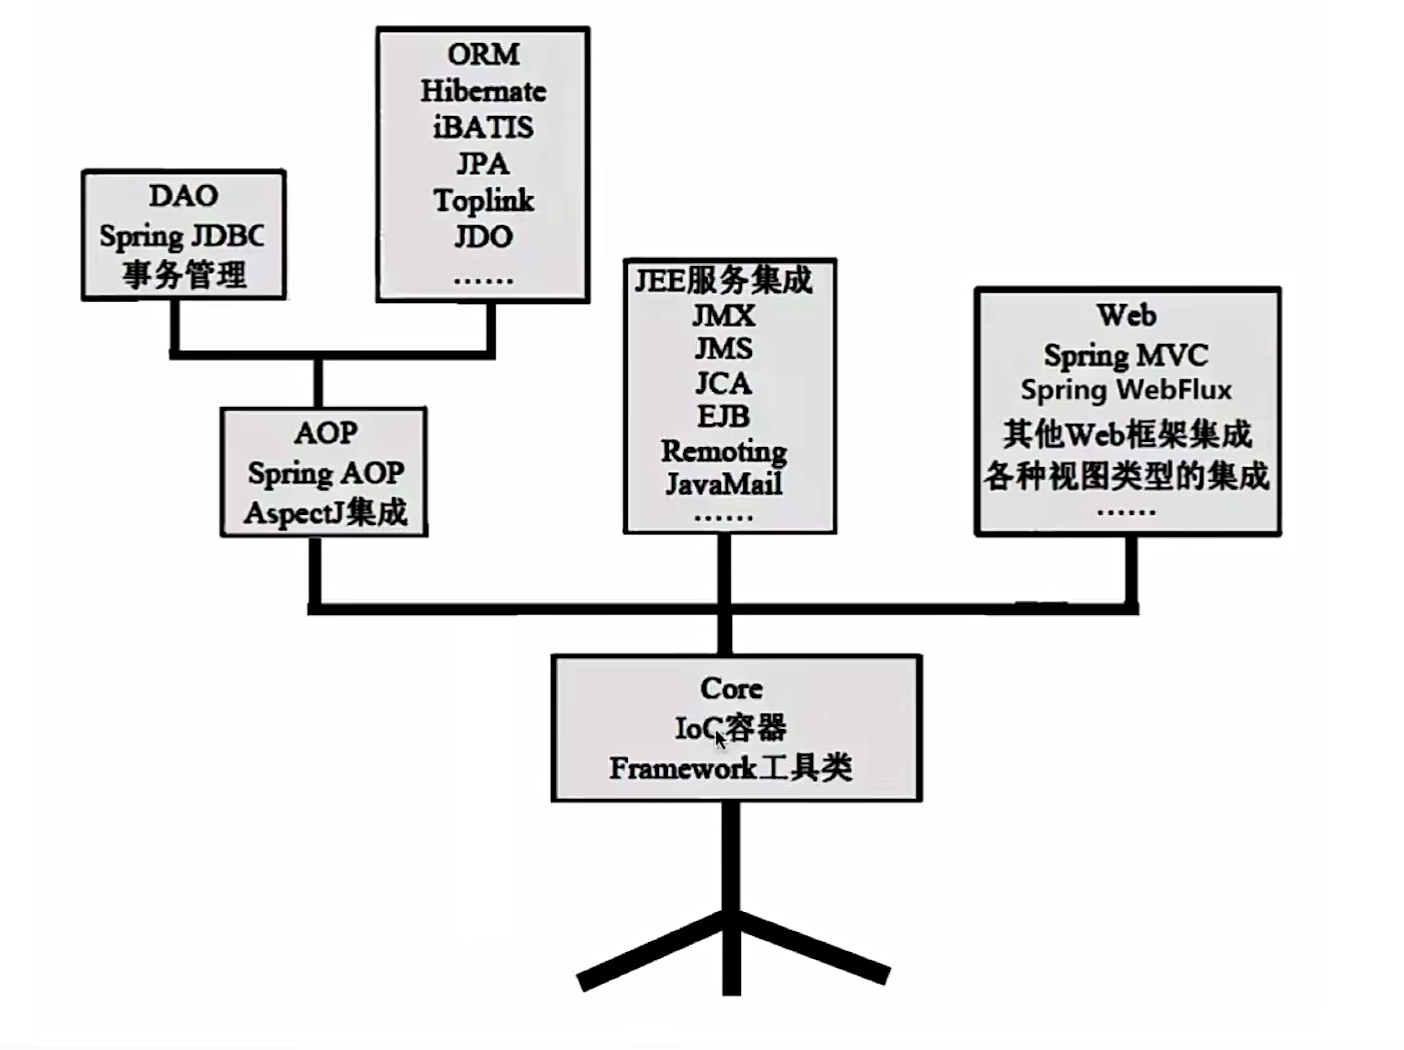 ORM
Hibernate
iBATIS
JPA
Toplink
JDO
……
DAO
Spring JDBC
事务管理
AOP
Spring AOP
AspectJ集成
JEE服务集成
JMX
JMS
JCA
EJB
Remoting
JavaMail
……
Web
Spring MVC
Spring WebFlux
其他Web框架集成
各种视图类型的集成
……
Core
IoC容器
Framework工具类